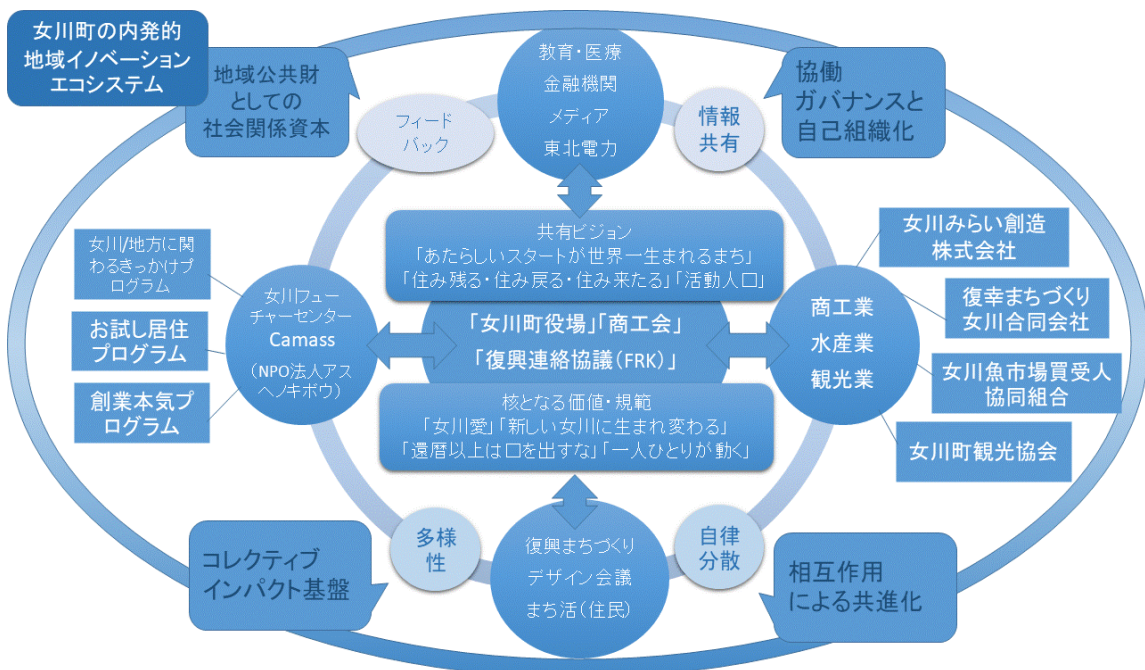 女川町の内発的
地域イノベーション
エコシステム
地域公共財
としての
社会関係資本
フィード
バック
教育・医療
金融機関
メディア
東北電力
情報
共有
協働
ガバナンスと
自己組織化
共有ビジョン
「あたらしいスタートが世界一生まれるまち」
「住み残る・住み戻る・住み来たる」「活動人口」
女川/地方に関
わるきっかけプ
ログラム
お試し居住
プログラム
創業本気プ
ログラム
女川フュー
チャーセンター
Camass
(NPO法人アス
ヘノキボウ)
「女川町役場」「商工会」
「復興連絡協議(FRK)」
商工業
水産業
観光業
女川みらい創造
株式会社
復幸まちづくり
女川合同会社
女川魚市場買受人
協同組合
女川町観光協会
核となる価値・規範
「女川愛」「新しい女川に生まれ変わる」
「還暦以上は口を出すな」「一人ひとりが動く」
多様
性
復興まちづくり
デザイン会議
まち活(住民)
自律
分散
コレクティブ
インパクト基盤
相互作用
による共進化